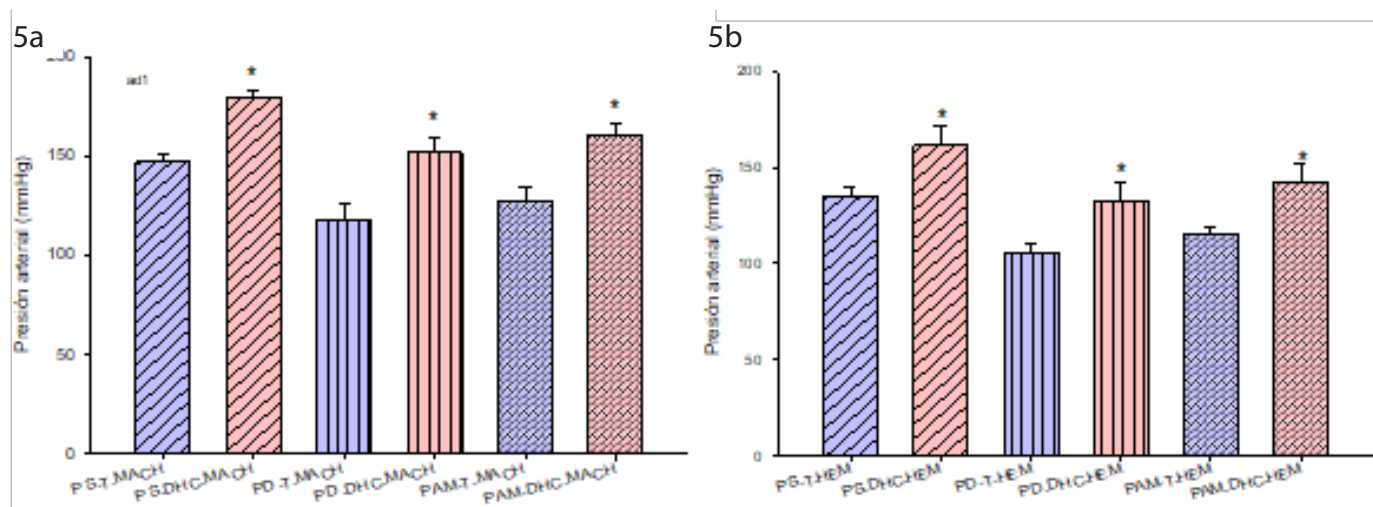 5a
200
ad1
*
*
*
150
100
50
0
Presión arterial (mmHg)
PS-T.MACH
PS.DHC.MACH
PD-T.MACH
PD.DHC.MACH
PAM-T.MACH
PAM-DHC.MACH
5b
200
*
*
*
150
100
50
0
Presión arterial (mmHg)
PS-T.HEM
PS.DHC.HEM
PD-T.HEM
PD.DHC.HEM
PAM-T.HEM
PAM.DHC.HEM